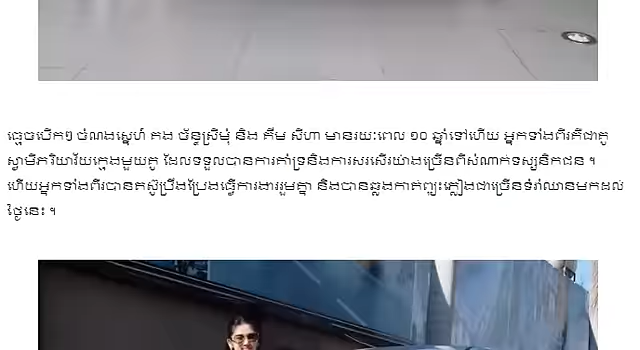 ធ្មេចបើកៗ ចំណងស្នេហ៍ គង ច័ន្ទស្រីមុំ និង គឹម សីហា មានរយៈពេល ១០ ឆ្នាំទៅហើយ អ្នកទាំងពីរគឺជាគូ
ស្វាមីភរិយាវ័យក្មេងមួយគូ ដែលទទួលបានការគាំទ្រនិងការសរសើរយ៉ាងច្រើនពីសំណាក់ទស្សនិកជន ។
ហើយអ្នកទាំងពីរបានតស៊ូប្រឹងប្រែងធ្វើការងាររួមគ្នា និងបានឆ្លងកាត់ព្យុះភ្លៀងជាច្រើនទំរាំឈានមកដល់
ថ្ងៃនេះ ។